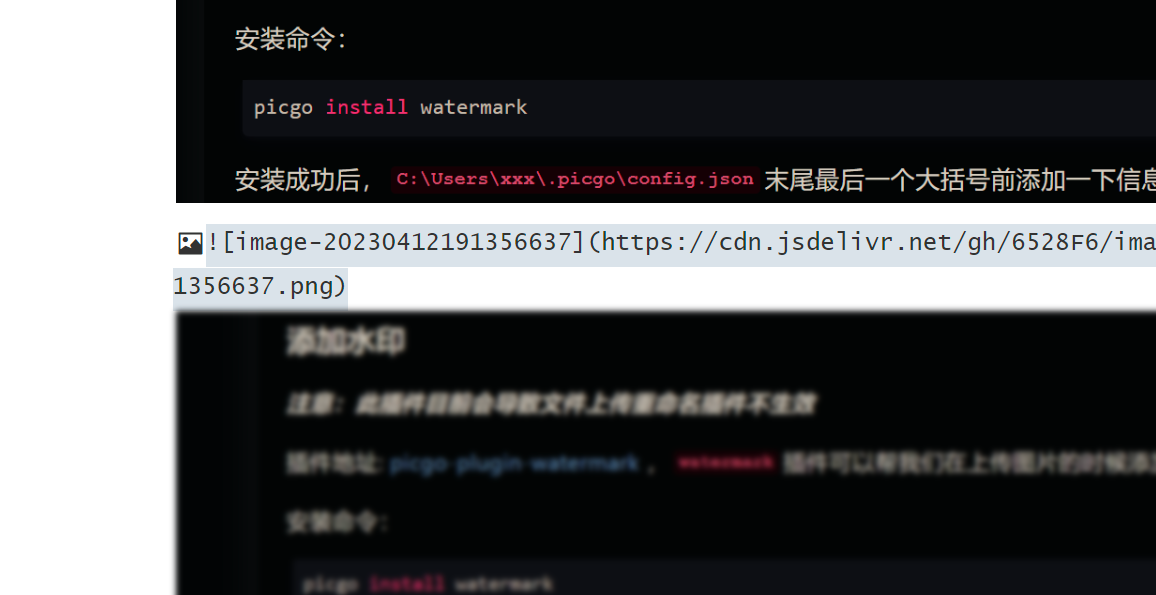 安装命令：
picgo install watermark
安装成功后， C:\Users\xxx\.picgo\config.json 末尾最后一个大括号前添加一下信息
![image-20230412191356637](https://cdn.jsdelivr.net/gh/6528F6/ima
1356637.png)
添加水印
注意：此插件目前会导致文件上传重命名插件不生效
插件地址: picgo-plugin-watermark ， watermark 插件可以帮我们在上传图片的时候添加
安装命令：
picgo install watermark